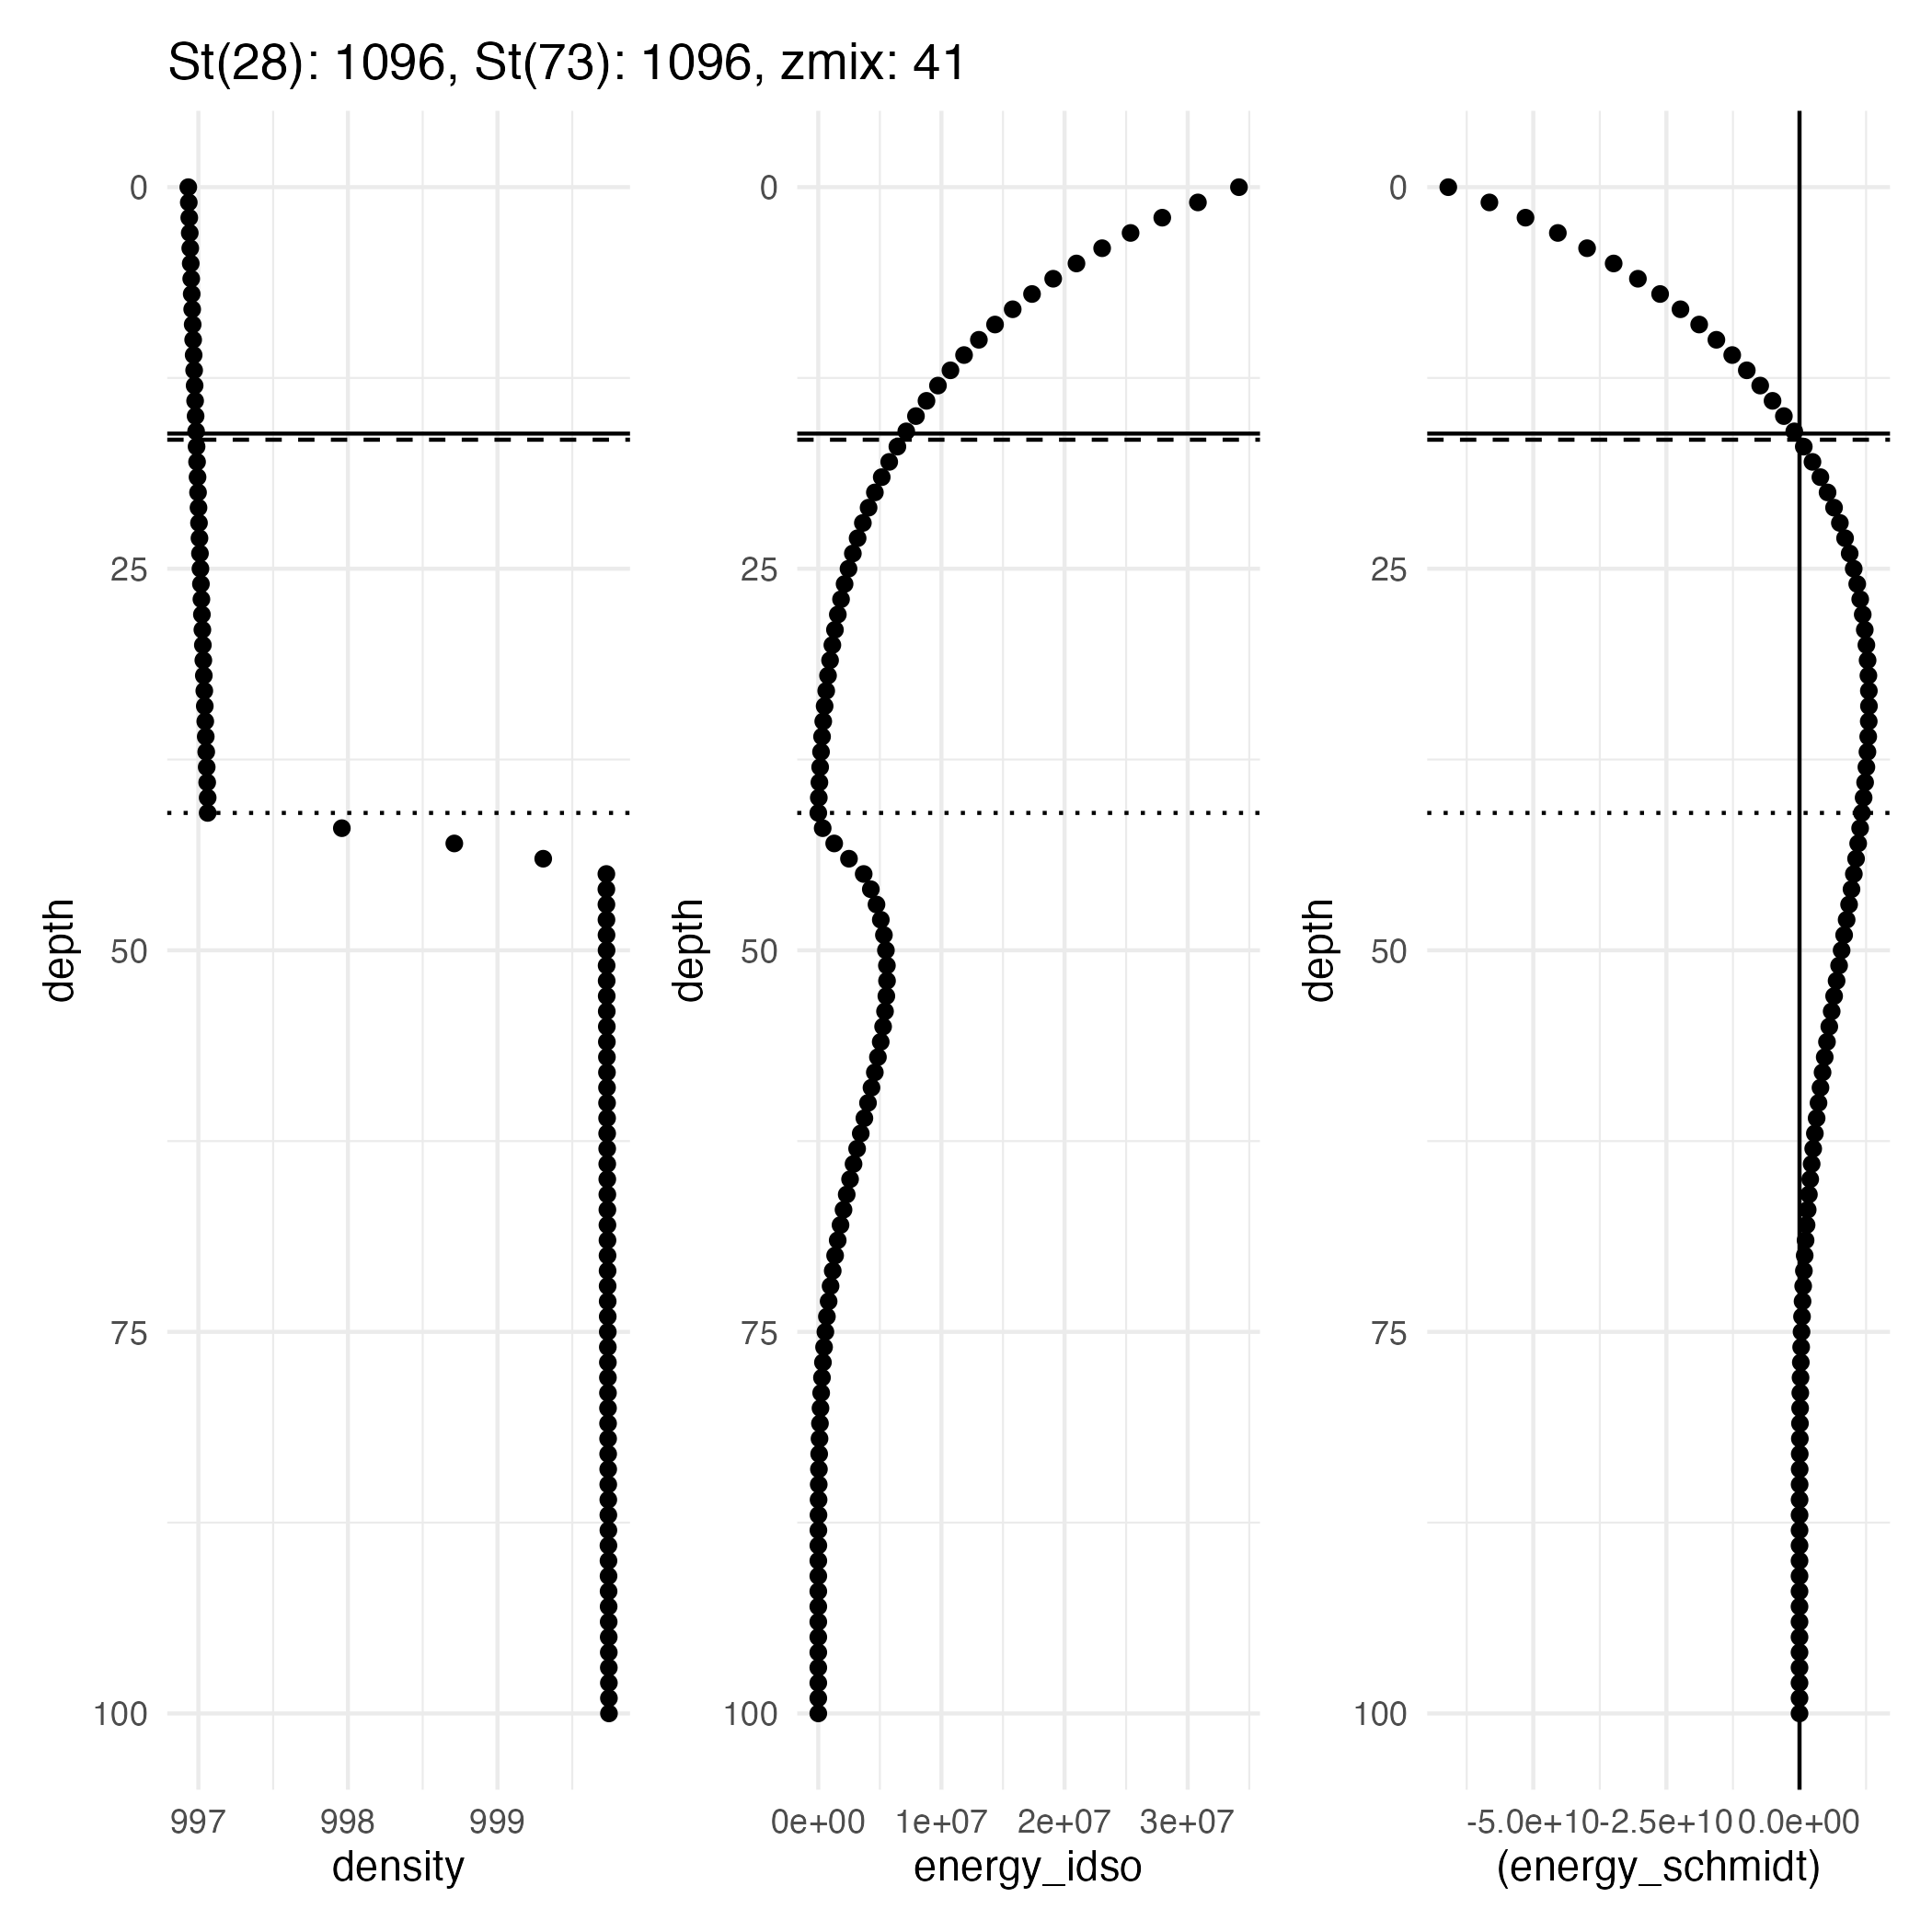 St(28): 1096, St(73): 1096, zmix: 41
0
25
50
75
100
depth
997
998
999
density
0
25
50
75
100
depth
0e+00
1e+07
2e+07
3e+07
energy_idso
0
25
50
75
100
depth
-5.0e+10
-2.5e+10
0.0e+00
(energy_schmidt)